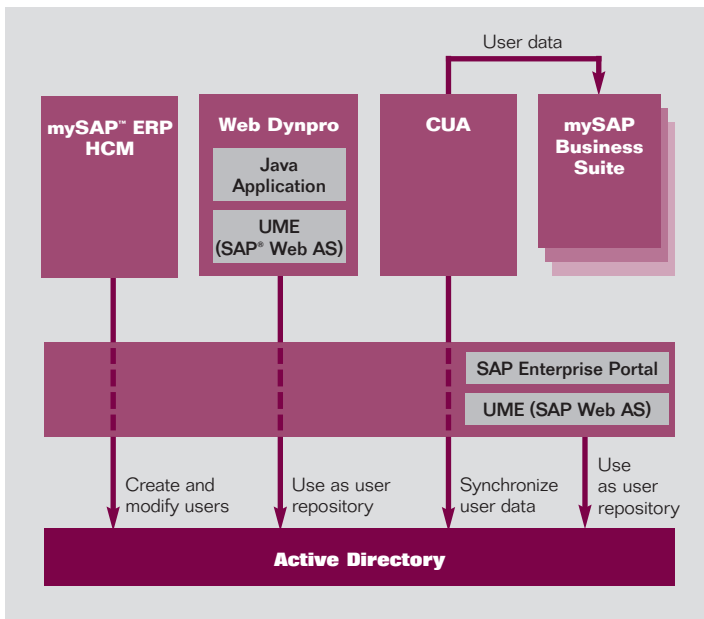 User data
mySAP™ ERP
HCM
Web Dynpro
Java
Application
UME
(SAP® Web AS)
CUA
mySAP
Business
Suite
SAP Enterprise Portal
UME (SAP Web AS)
Create and
modify users
Use as user
repository
Synchronize
user data
Use
as user
repository
Active Directory